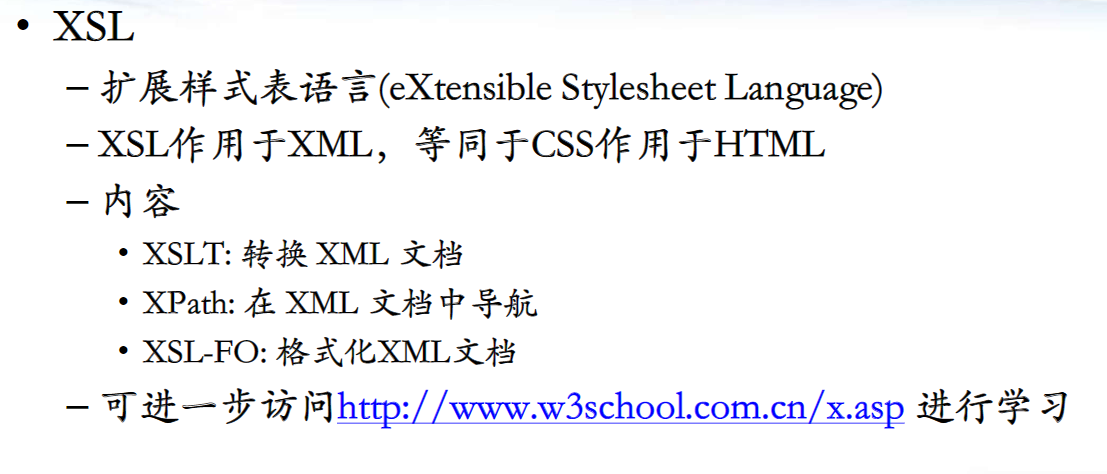 • XSL
– 扩展样式表语言(eXtensible Stylesheet Language)
– XSL作用于XML，等同于CSS作用于HTML
– 内容
• XSLT: 转换 XML 文档
• XPath: 在 XML 文档中导航
• XSL-FO: 格式化XML文档
– 可进一步访问http://www.w3school.com.cn/x.asp 进行学习